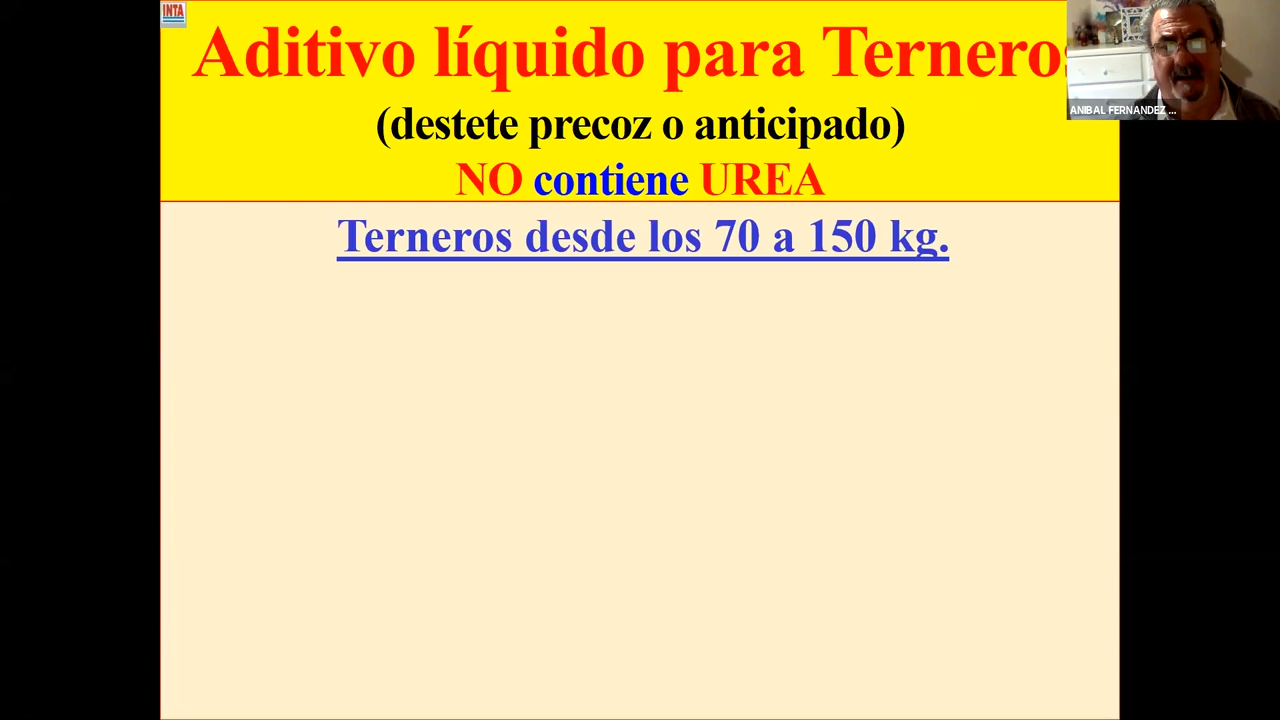 INTA
Aditivo líquido para Terneros
(destete precoz o anticipado)
NO contiene UREA
Terneros desde los 70 a 150 kg.
ANIBAL FERNANDEZ ...